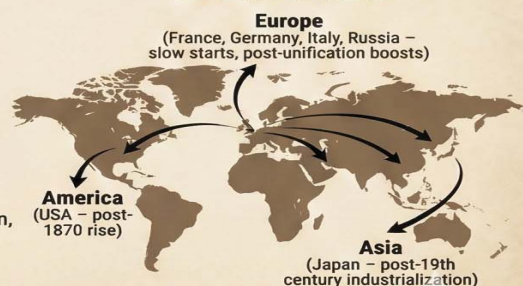 Europe
(France, Germany, Italy, Russia –
slow starts, post-unification boosts)
n,
America
(USA – post-
1870 rise)
Asia
(Japan – post-19th
century industrialization)